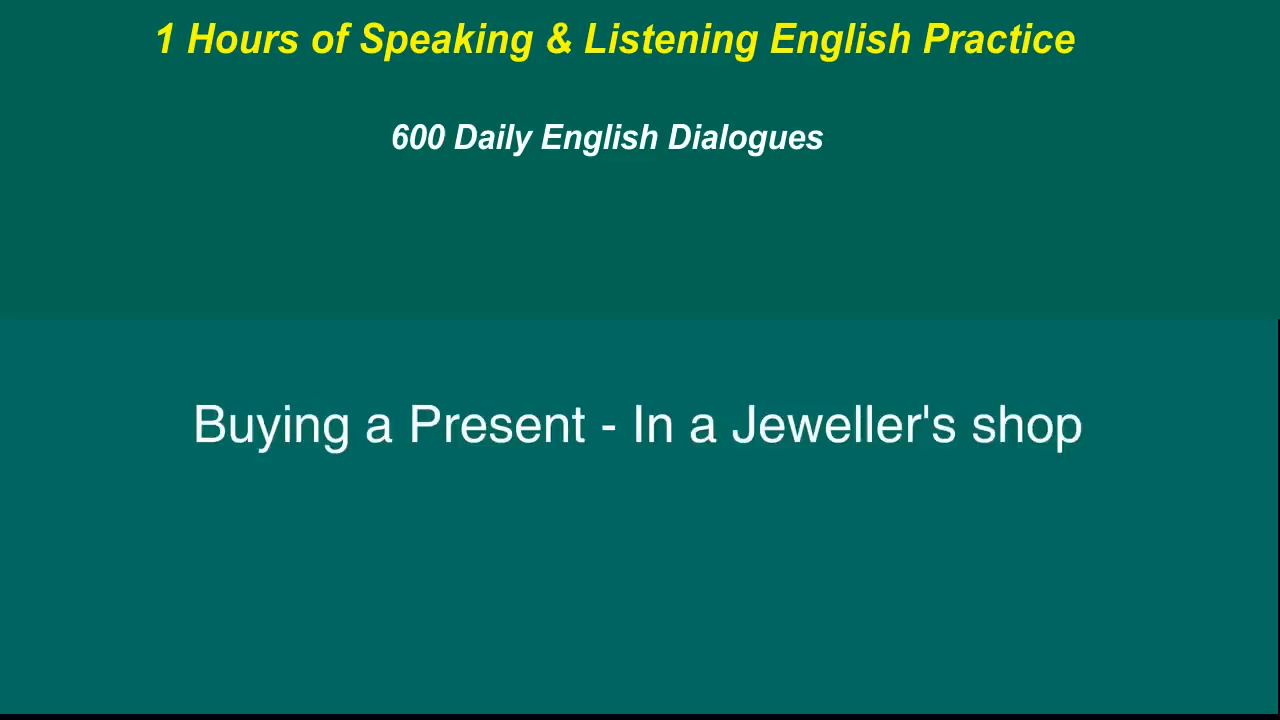 1 Hours of Speaking & Listening English Practice
600 Daily English Dialogues
Buying a Present - In a Jeweller's shop